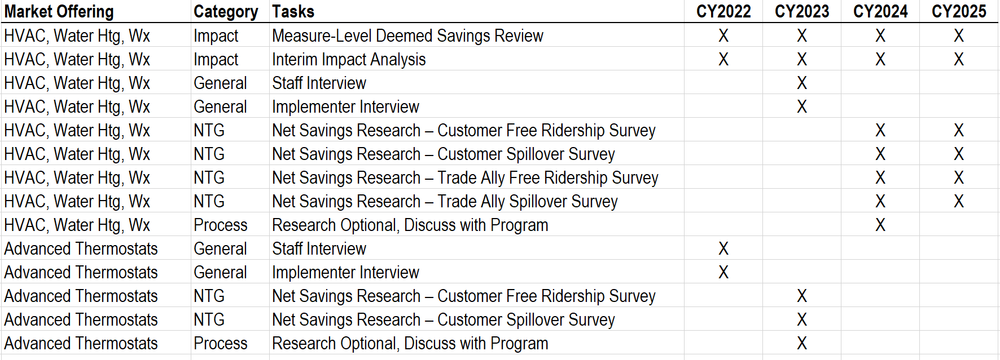 Market Offering Category Tasks CY2022 CY2023 CY2024 CY2025
HVAC, Water Htg, Wx Impact Measure-Level Deemed Savings Review X X X X
HVAC, Water Htg, Wx Impact Interim Impact Analysis X X X X
HVAC, Water Htg, Wx General Staff Interview X
HVAC, Water Htg, Wx General Implementer Interview X
HVAC, Water Htg, Wx NTG Net Savings Research – Customer Free Ridership Survey X X
HVAC, Water Htg, Wx NTG Net Savings Research – Customer Spillover Survey X X
HVAC, Water Htg, Wx NTG Net Savings Research – Trade Ally Free Ridership Survey X X
HVAC, Water Htg, Wx NTG Net Savings Research – Trade Ally Spillover Survey X X
HVAC, Water Htg, Wx Process Research Optional, Discuss with Program X
Advanced Thermostats General Staff Interview X
Advanced Thermostats General Implementer Interview X
Advanced Thermostats NTG Net Savings Research – Customer Free Ridership Survey X
Advanced Thermostats NTG Net Savings Research – Customer Spillover Survey X
Advanced Thermostats Process Research Optional, Discuss with Program X